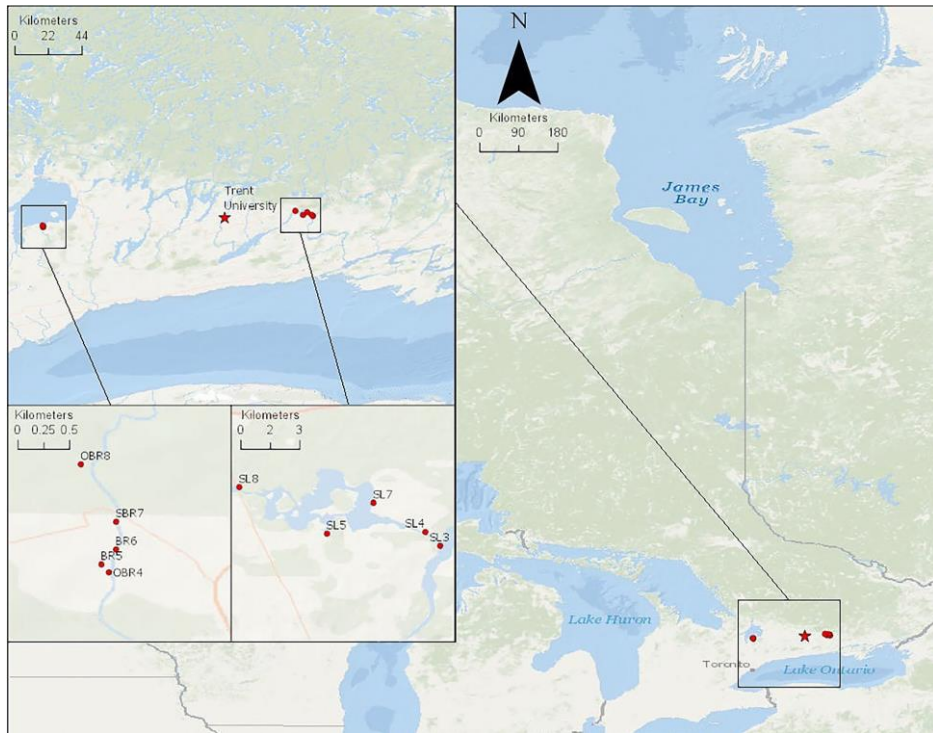 Kilometers
0 22 44
Trent
University
N
Kilometers
0 90 180
James
Bay
Kilometers
0 0.25 0.5
OBR8
SBR7
BR6
BR5
OBR4
Kilometers
0 2 3
SL8
SL7
SL5
SL4
SL3
Lake Huron
Toronto
Lake Ontario